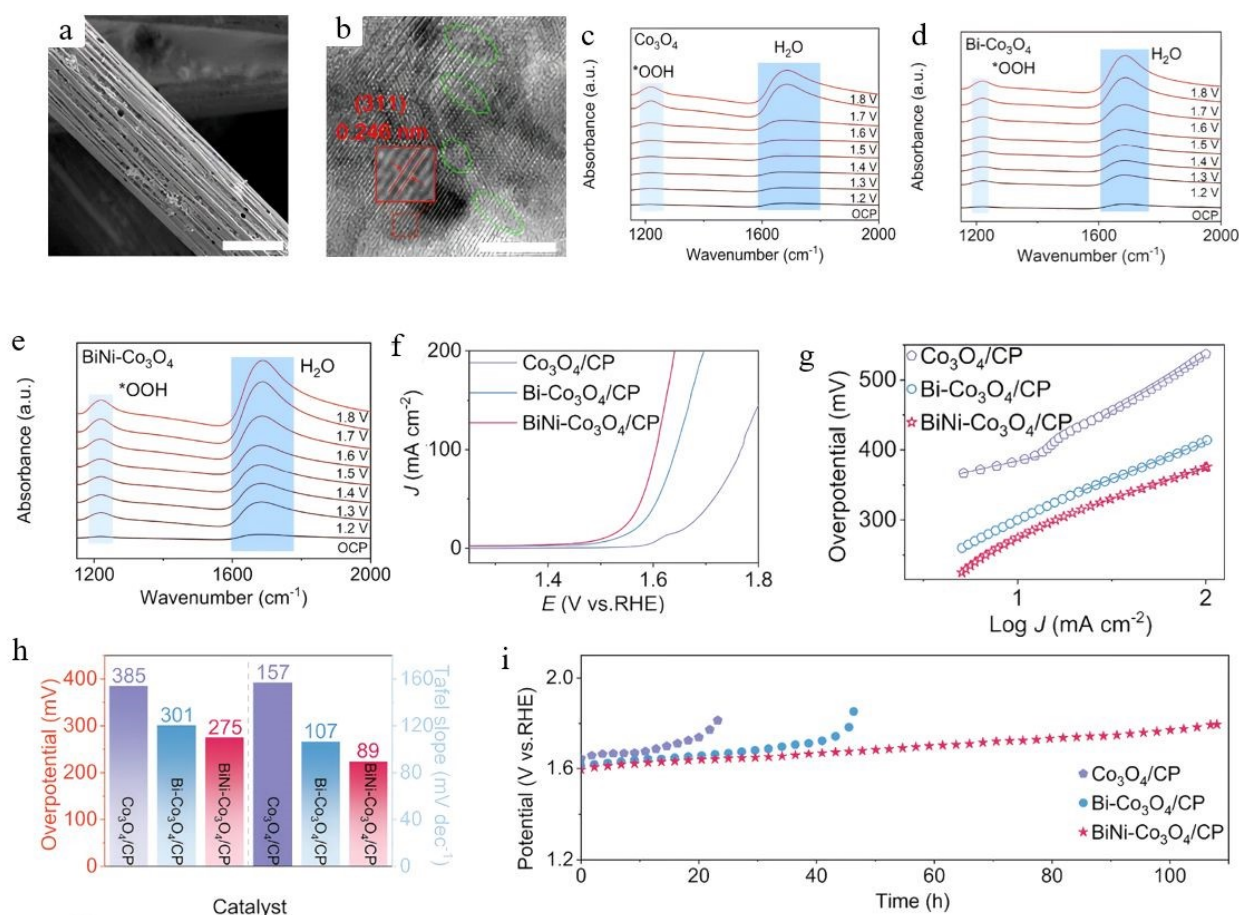 a
b
(311)
0.246 nm
c
Co₃O₄
*OOH
H₂O
1.8 V
1.7 V
1.6 V
1.5 V
1.4 V
1.3 V
1.2 V
OCP
Absorbance (a.u.)
1200
1600
2000
Wavenumber (cm⁻¹)
d
Bi-Co₃O₄
*OOH
H₂O
1.8 V
1.7 V
1.6 V
1.5 V
1.4 V
1.3 V
1.2 V
OCP
Absorbance (a.u.)
1200
1600
2000
Wavenumber (cm⁻¹)
e
BiNi-Co₃O₄
*OOH
H₂O
1.8 V
1.7 V
1.6 V
1.5 V
1.4 V
1.3 V
1.2 V
OCP
Absorbance (a.u.)
1200
1600
2000
Wavenumber (cm⁻¹)
f
200
100
0
J (mA cm⁻²)
Co₃O₄/CP
Bi-Co₃O₄/CP
BiNi-Co₃O₄/CP
1.4
1.6
1.8
E (V vs.RHE)
g
500
400
300
Overpotential (mV)
Co₃O₄/CP
Bi-Co₃O₄/CP
BiNi-Co₃O₄/CP
1
2
Log J (mA cm⁻²)
h
400
300
200
100
0
Overpotential (mV)
385
301
275
157
107
89
Co₃O₄/CP
Bi-Co₃O₄/CP
BiNi-Co₃O₄/CP
Co₃O₄/CP
Bi-Co₃O₄/CP
BiNi-Co₃O₄/CP
160
120
80
40
0
Tafel slope (mV dec⁻¹)
Catalyst
i
2.0
1.6
1.2
Potential (V vs.RHE)
Co₃O₄/CP
Bi-Co₃O₄/CP
BiNi-Co₃O₄/CP
0
20
40
60
80
100
Time (h)